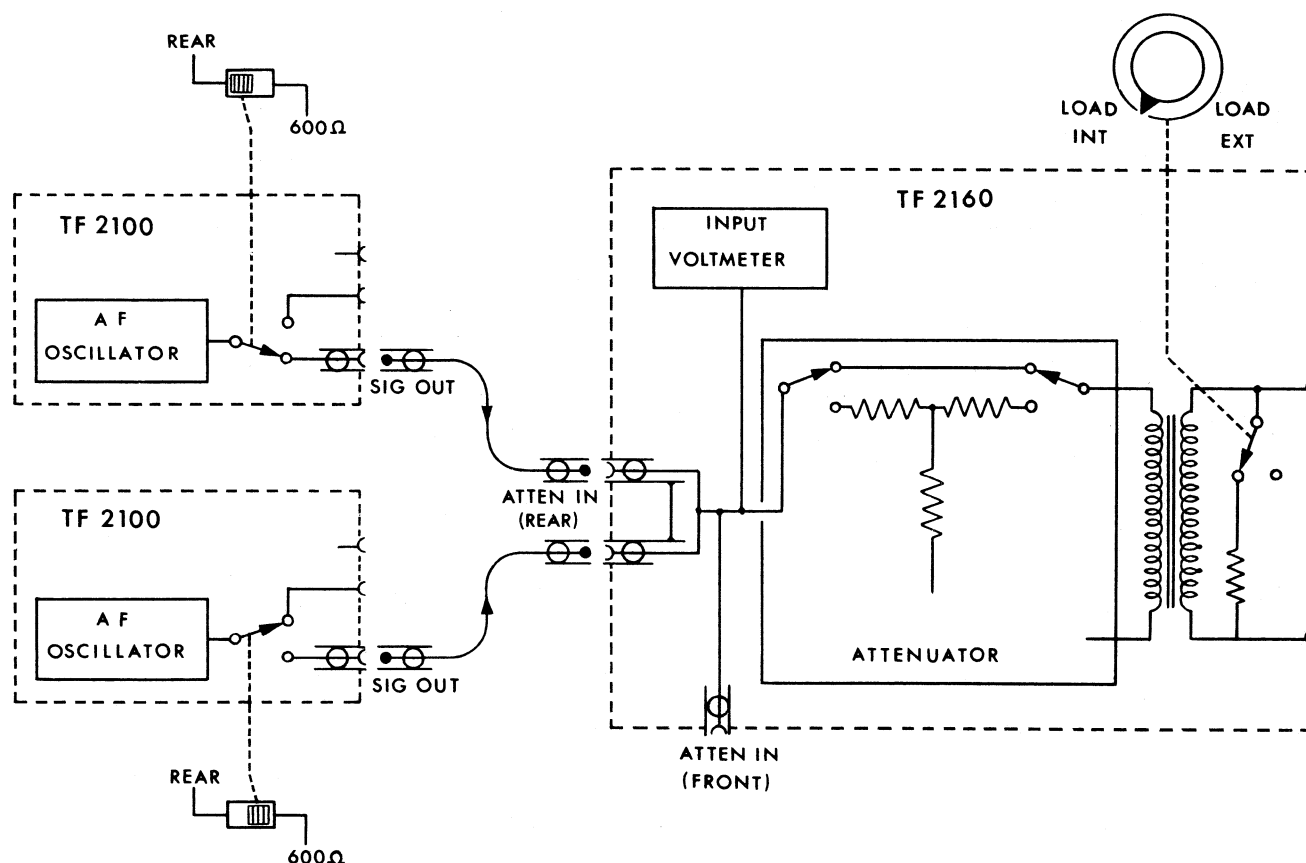 REAR
600Ω
LOAD
INT
LOAD
EXT
TF 2100
TF 2160
INPUT
VOLTMETER
A F
OSCILLATOR
SIG OUT
ATTEN IN
(REAR)
TF 2100
A F
OSCILLATOR
SIG OUT
ATTENUATOR
ATTEN IN
(FRONT)
REAR
600Ω